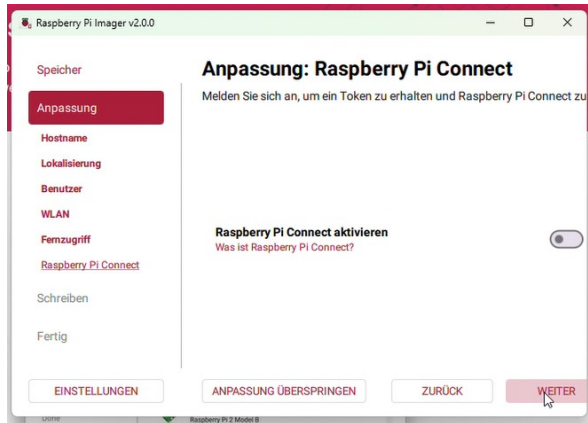 Raspberry Pi Imager v2.0.0
Speicher
Anpassung
Hostname
Lokalisierung
Benutzer
WLAN
Fernzugriff
Raspberry Pi Connect
Schreiben
Fertig
Anpassung: Raspberry Pi Connect
Melden Sie sich an, um ein Token zu erhalten und Raspberry Pi Connect zu
Raspberry Pi Connect aktivieren
Was ist Raspberry Pi Connect?
EINSTELLUNGEN
ANPASSUNG ÜBERSPRINGEN
ZURÜCK
WEITER
Done
Raspberry Pi 2 Model B